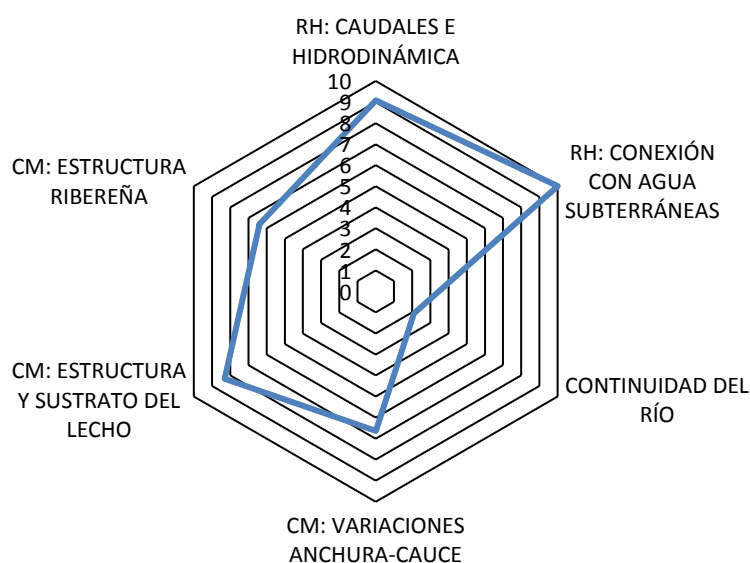 RH: CAUDALES E
HIDRODINÁMICA
10
9
8
7
6
5
4
3
2
1
0
RH: CONEXIÓN
CON AGUA
SUBTERRÁNEAS
CONTINUIDAD DEL
RÍO
CM: VARIACIONES
ANCHURA-CAUCE
CM: ESTRUCTURA
Y SUSTRATO DEL
LECHO
CM: ESTRUCTURA
RIBEREÑA